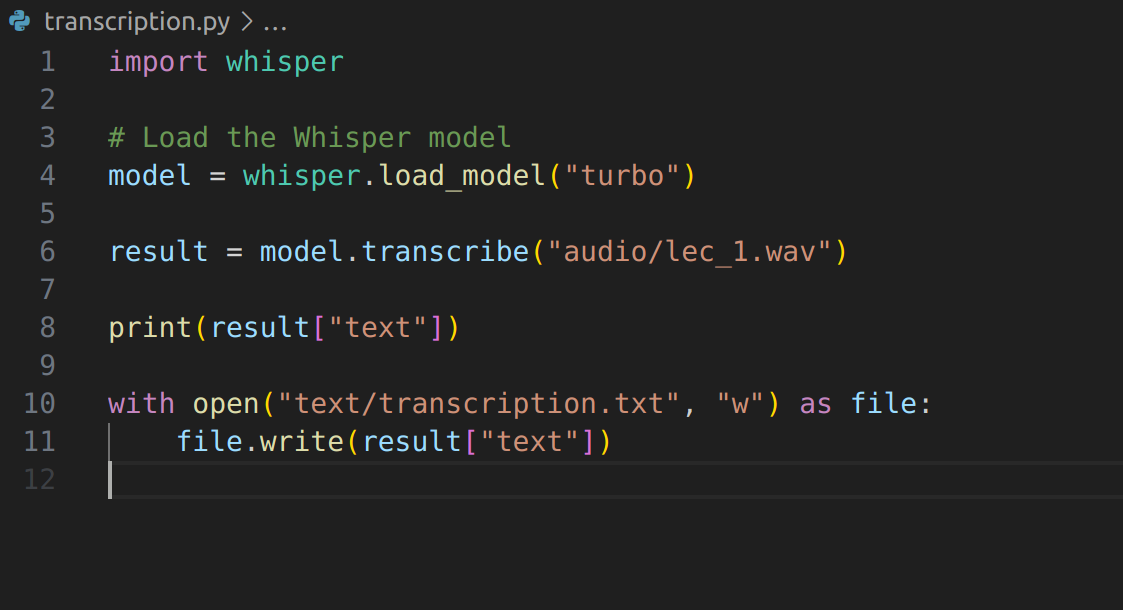 transcription.py > ...
1 import whisper
2
3 # Load the Whisper model
4 model = whisper.load_model("turbo")
5
6 result = model.transcribe("audio/lec_1.wav")
7
8 print(result["text"])
9
10 with open("text/transcription.txt", "w") as file:
11     file.write(result["text"])
12